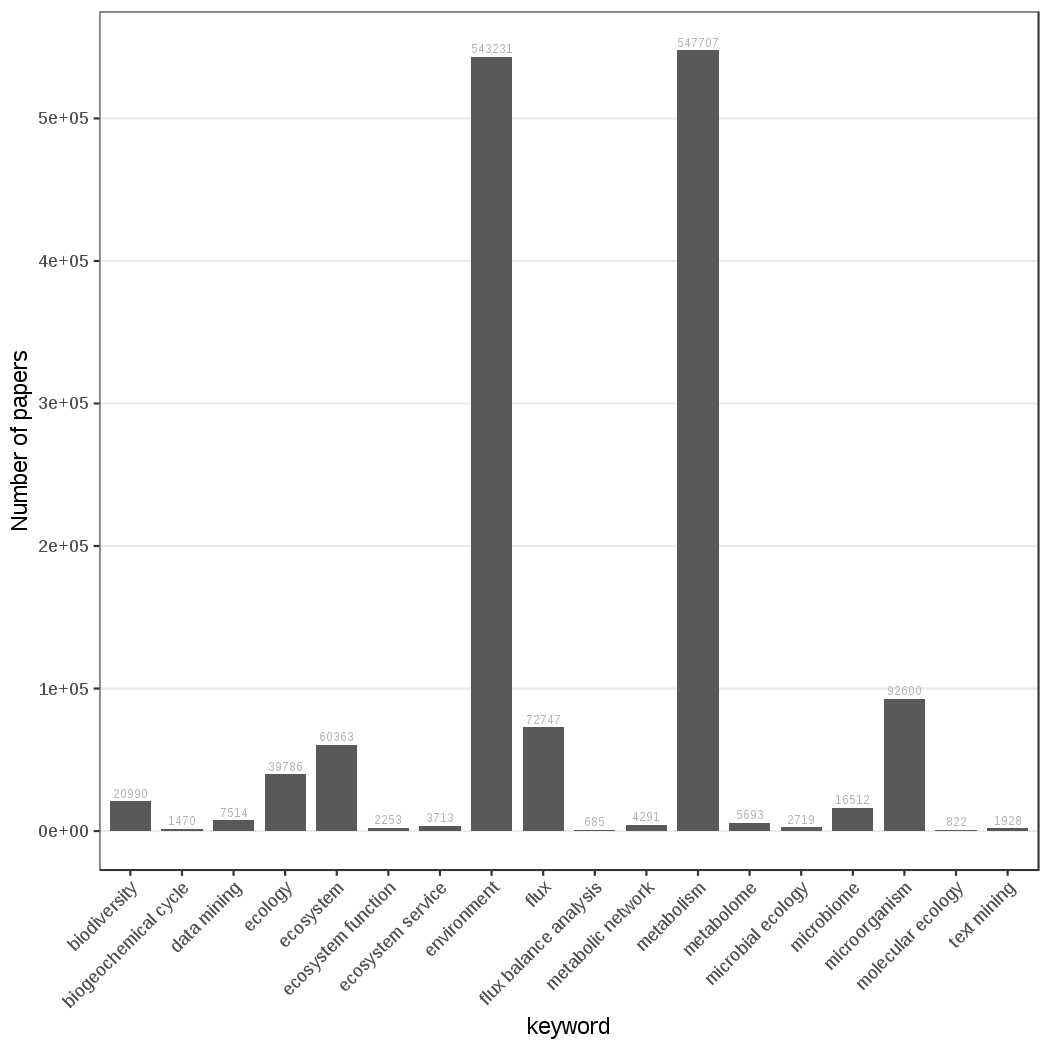 Number of papers
5e+05
4e+05
3e+05
2e+05
1e+05
0e+00
20990
1470
7514
39786
60363
2253
3713
543231
72747
685
4291
547707
5693
2719
16512
92600
822
1928
biodiversity
biogeochemical cycle
data mining
ecology
ecosystem
ecosystem function
ecosystem service
environment
flux
flux balance analysis
metabolic network
metabolism
metabolome
microbial ecology
microbiome
microorganism
molecular ecology
text mining
keyword